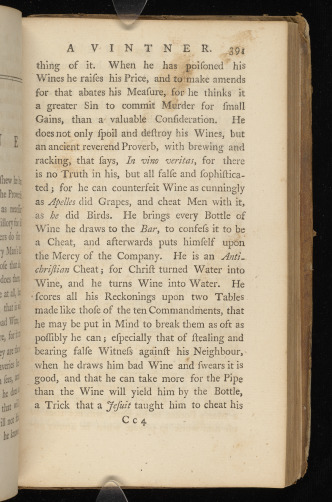 A VINTNER. 391
thing of it. When he has poiſoned his
Wines he raiſes his Price, and to make amends
for that abates his Meaſure, for he thinks it
a greater Sin to commit Murder for ſmall
Gains, than a valuable Conſideration. He
does not only ſpoil and deſtroy his Wines, but
an ancient reverend Proverb, with brewing and
racking, that ſays, In vino veritas, for there
is no Truth in his, but all falſe and ſophiſtica-
ted; for he can counterfeit Wine as cunningly
as Apelles did Grapes, and cheat Men with it,
as he did Birds. He brings every Bottle of
Wine he draws to the Bar, to confeſs it to be
a Cheat, and afterwards puts himſelf upon
the Mercy of the Company. He is an Anti-
chriſtian Cheat; for Chriſt turned Water into
Wine, and he turns Wine into Water. He
ſcores all his Reckonings upon two Tables
made like thoſe of the ten Commandments, that
he may be put in Mind to break them as oft as
poſſibly he can; eſpecially that of ſtealing and
bearing falſe Witneſs againſt his Neighbour,
when he draws him bad Wine and ſwears it is
good, and that he can take more for the Pipe
than the Wine will yield him by the Bottle,
a Trick that a Jeſuit taught him to cheat his
Cc 4